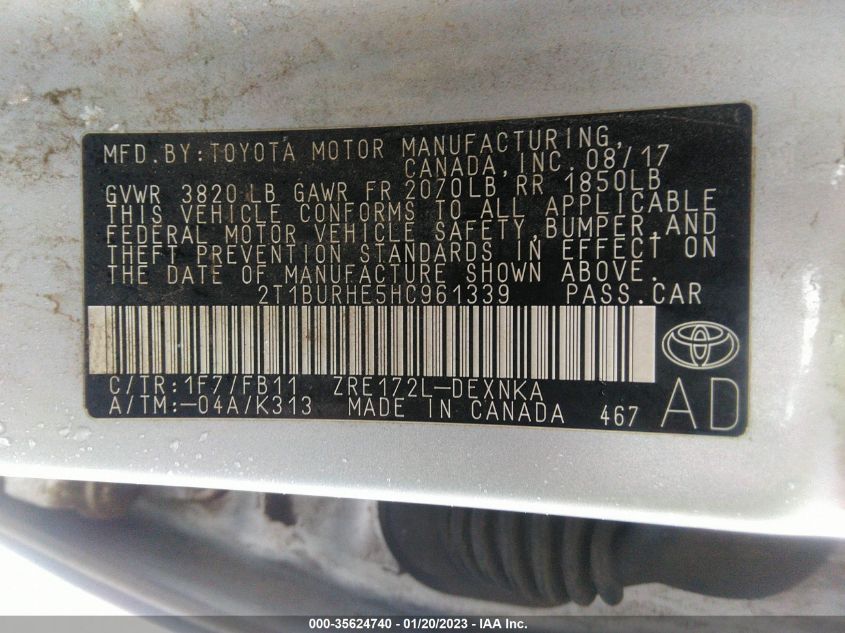 MFD. BY: TOYOTA MOTOR MANUFACTURING,
CANADA, INC. 08/17
GVWR 3820 LB GAWR FR 2070LB RR 1850LB
THIS VEHICLE CONFORMS TO ALL APPLICABLE
FEDERAL MOTOR VEHICLE SAFETY, BUMPER, AND
THEFT PREVENTION STANDARDS IN EFFECT ON
THE DATE OF MANUFACTURE SHOWN ABOVE.
2T1BURHE5HC961339 PASS. CAR
C/TR: 1F7/FB11 ZRE172L-DEXNKA
A/TM: -04A/K313 MADE IN CANADA 467 AD
000-35624740 - 01/20/2023 - IAA Inc.